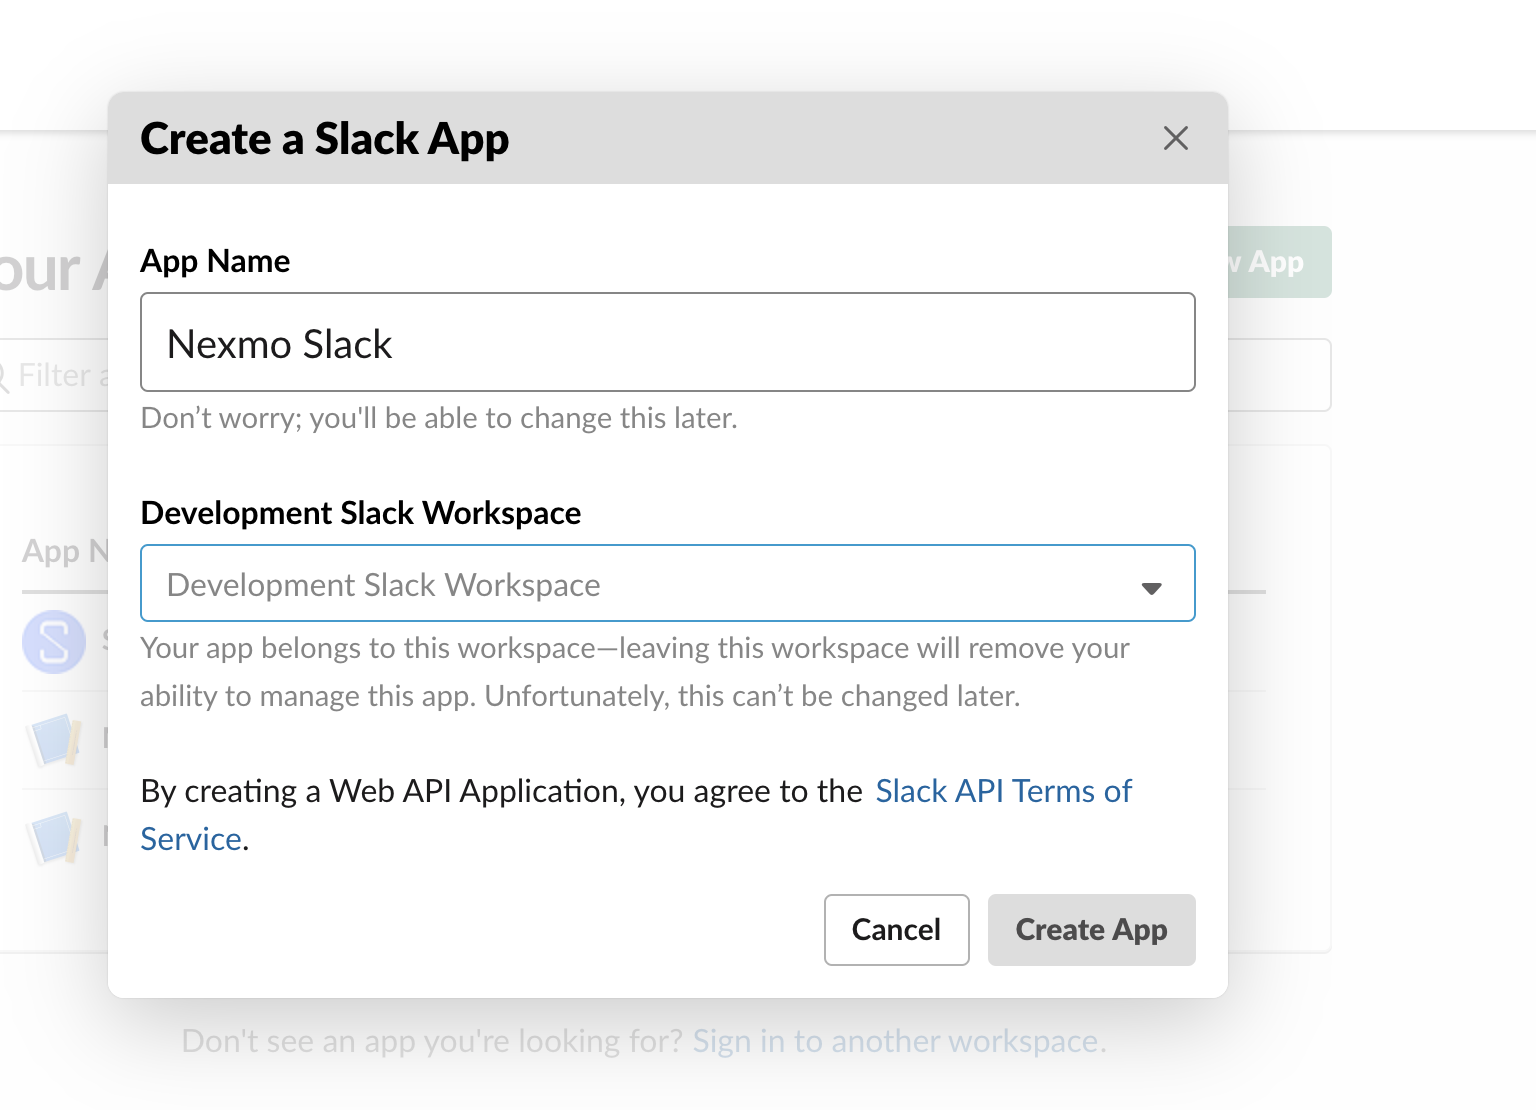 Create a Slack App
App Name
our
w App
Nexmo Slack
Filter
Don’t worry; you'll be able to change this later.
Development Slack Workspace
App N
Development Slack Workspace
Your app belongs to this workspace—leaving this workspace will remove your
ability to manage this app. Unfortunately, this can’t be changed later.
By creating a Web API Application, you agree to the Slack API Terms of
Service.
Cancel
Create App
Don't see an app you're looking for? Sign in to another workspace.